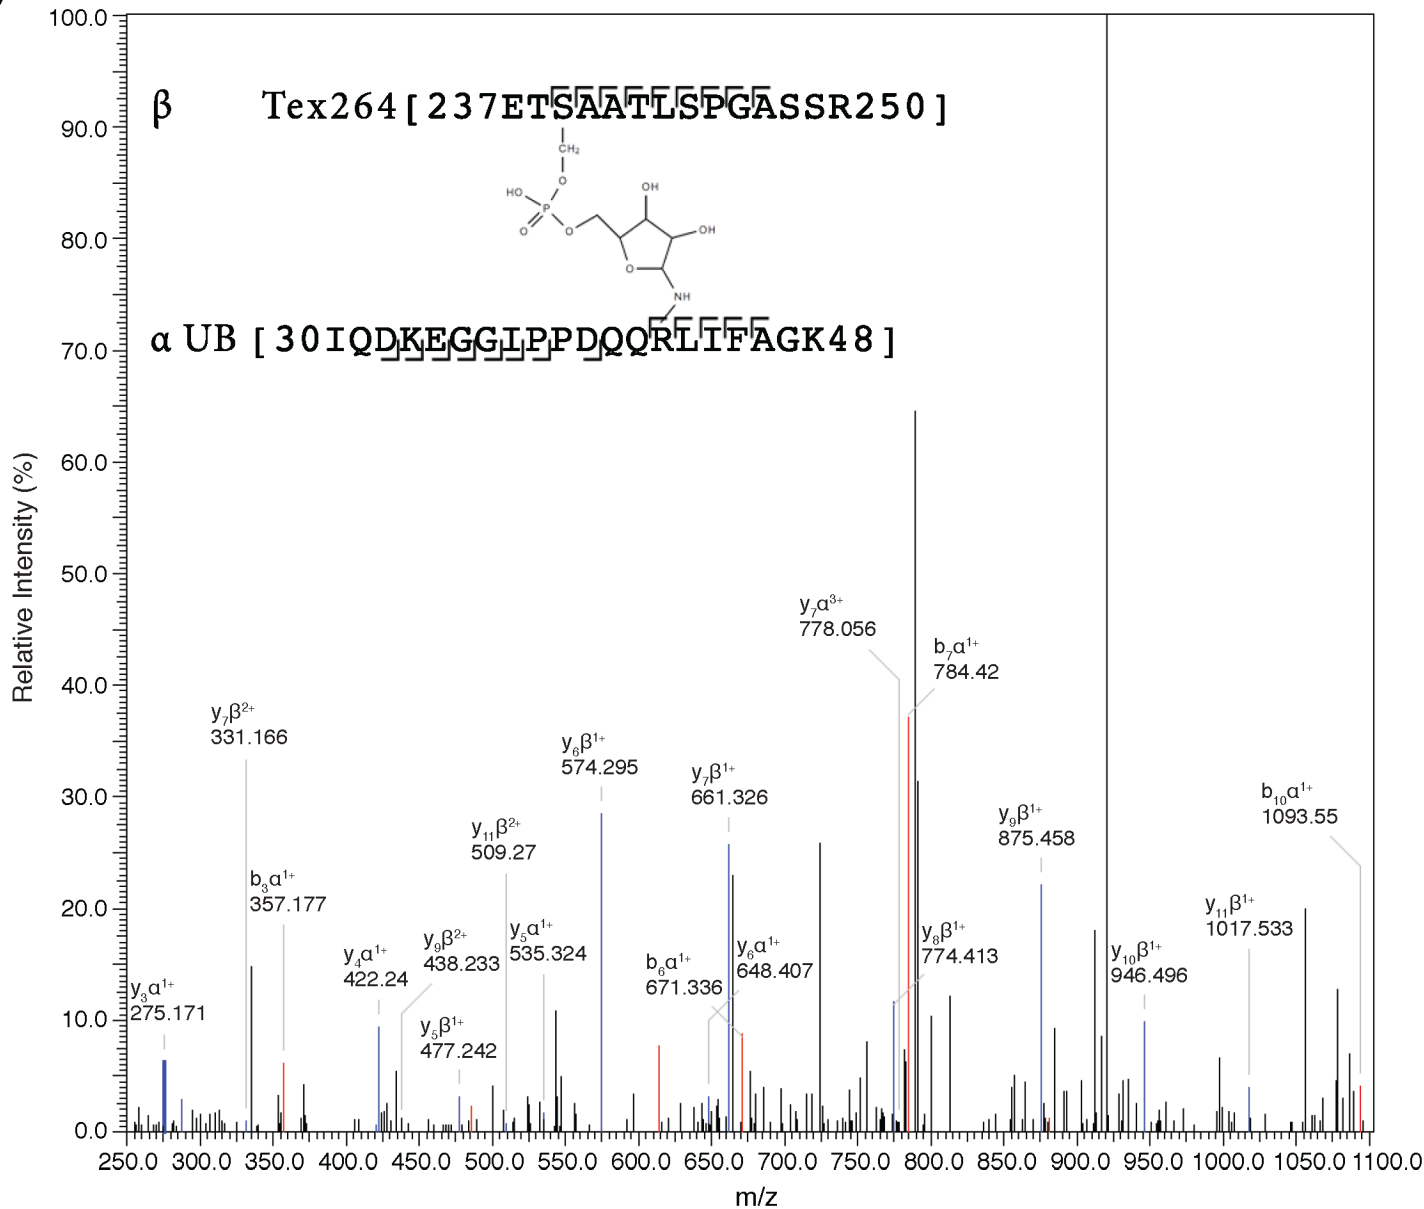 100.0
90.0
80.0
70.0
60.0
50.0
40.0
30.0
20.0
10.0
0.0
Relative Intensity (%)
β Tex264[237ETSAATLSPGASSR250]
CH₂
O
HO
P
O
O
OH
OH
O
NH
α UB [30IQDKEGGIPPDQQRLIFAGK48]
y₇α³⁺
778.056
b₇α¹⁺
784.42
y₇β²⁺
331.166
y₆β¹⁺
574.295
y₇β¹⁺
661.326
b₁₀α¹⁺
1093.55
y₉β¹⁺
875.458
y₁₁β²⁺
509.27
b₃α¹⁺
357.177
y₁₁β¹⁺
1017.533
y₄α¹⁺
422.24
y₉β²⁺
438.233
y₅α¹⁺
535.324
b₆α¹⁺
671.336
y₆α¹⁺
648.407
y₈β¹⁺
774.413
y₁₀β¹⁺
946.496
y₃α¹⁺
275.171
y₅β¹⁺
477.242
250.0 300.0 350.0 400.0 450.0 500.0 550.0 600.0 650.0 700.0 750.0 800.0 850.0 900.0 950.0 1000.0 1050.0 1100.0
m/z